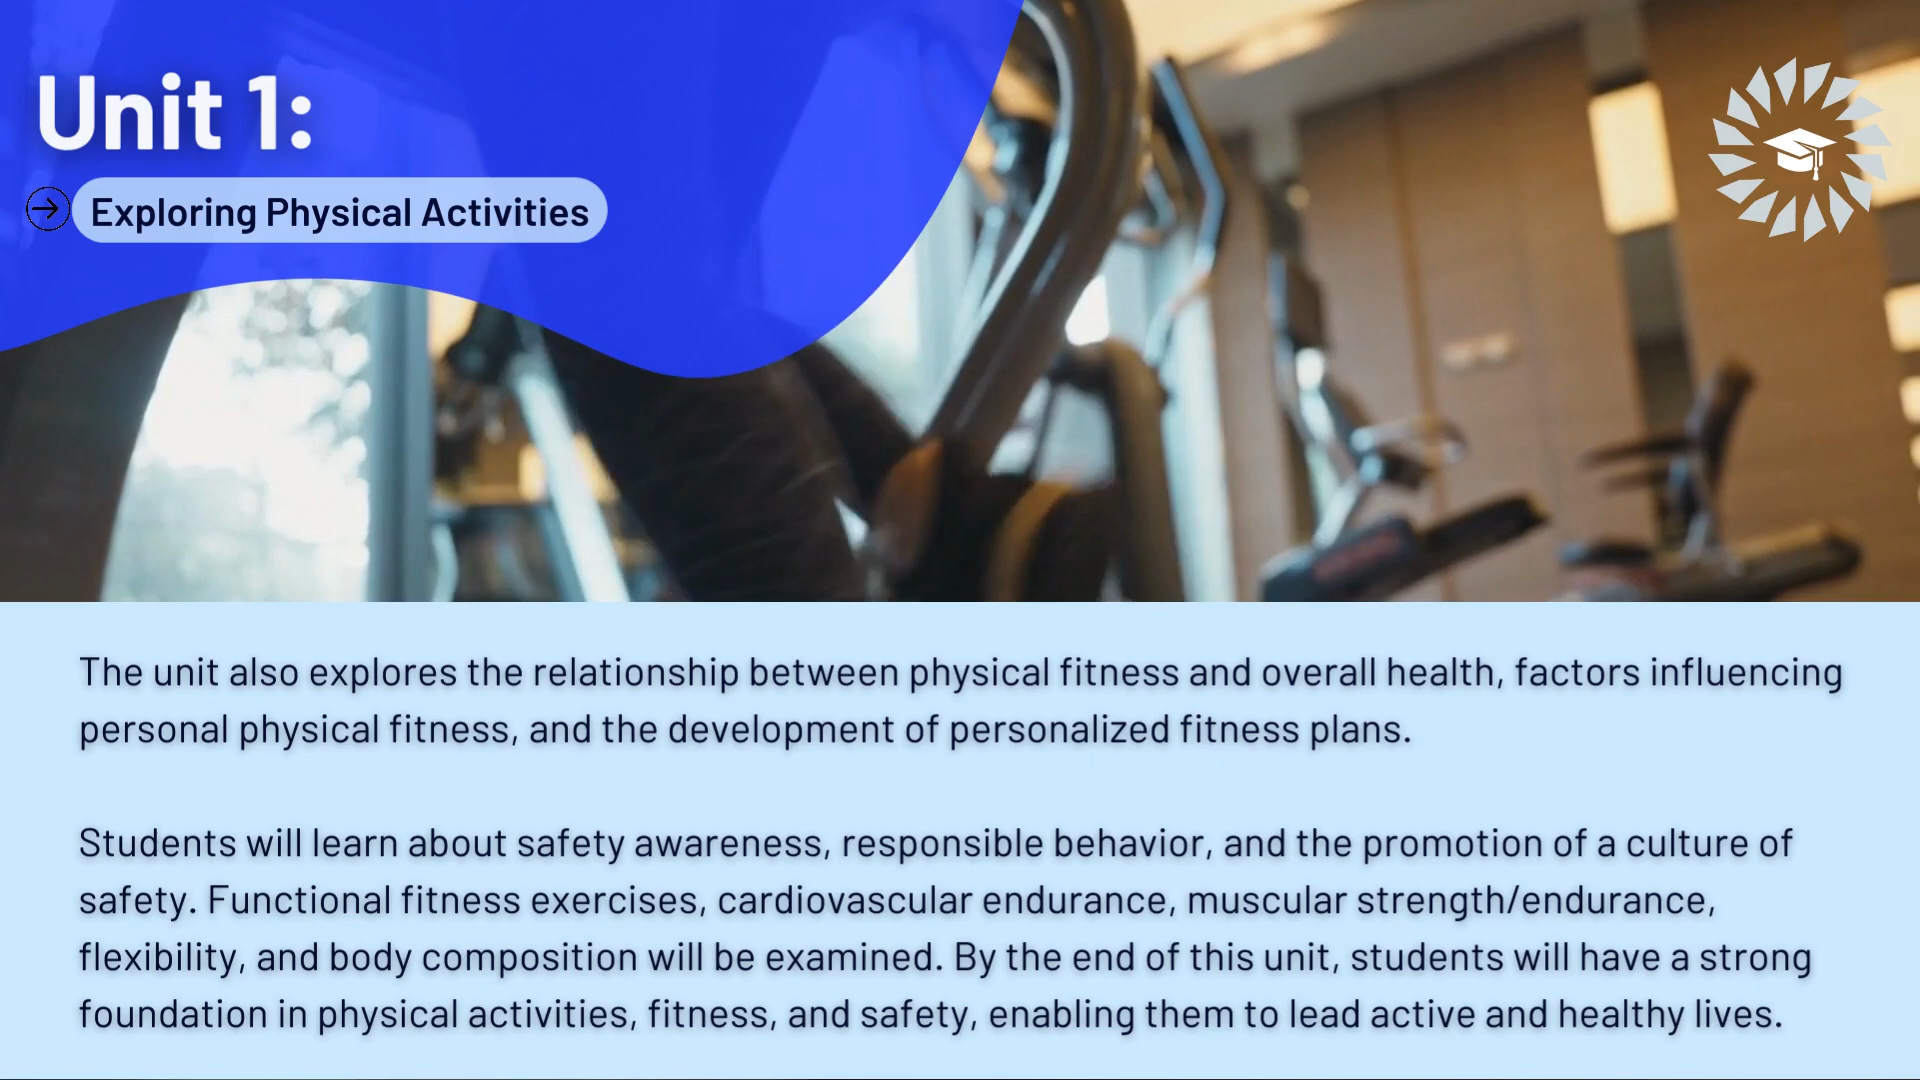 Unit 1:
Exploring Physical Activities
The unit also explores the relationship between physical fitness and overall health, factors influencing
personal physical fitness, and the development of personalized fitness plans.
Students will learn about safety awareness, responsible behavior, and the promotion of a culture of
safety. Functional fitness exercises, cardiovascular endurance, muscular strength/endurance,
flexibility, and body composition will be examined. By the end of this unit, students will have a strong
foundation in physical activities, fitness, and safety, enabling them to lead active and healthy lives.